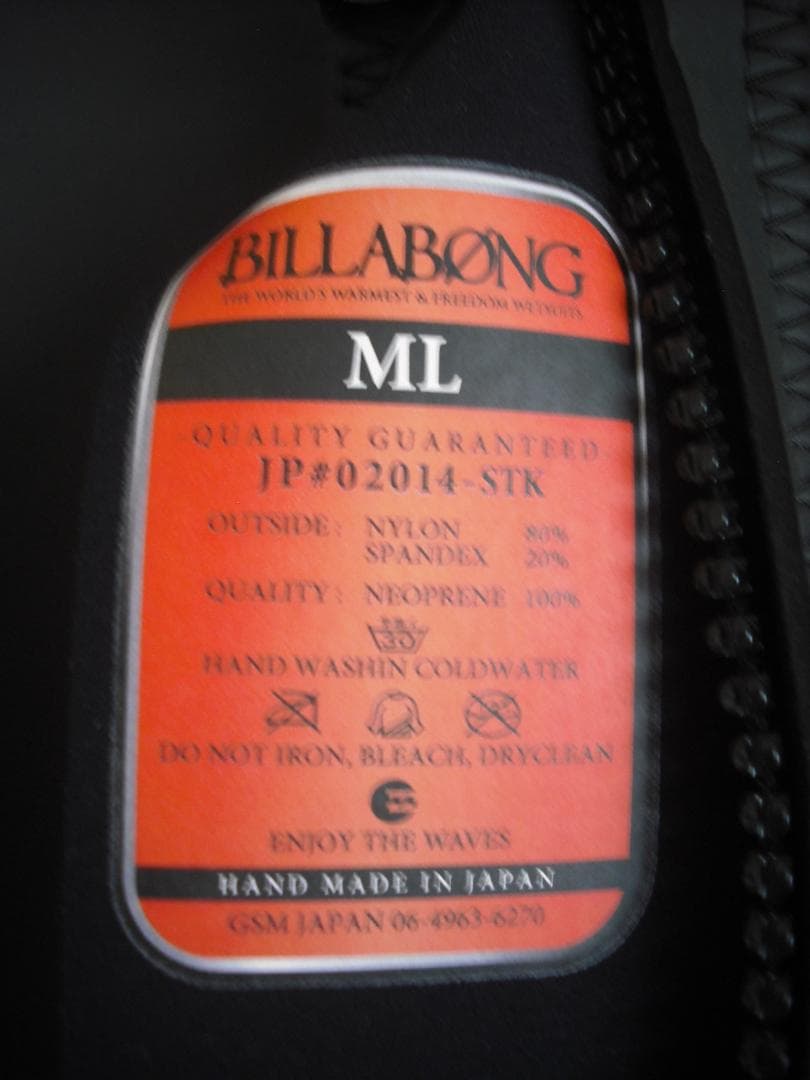 BILLABØNG
THE WORLD'S WARMEST & FREEDOM WETSUITS
ML
-QUALITY GUARANTEED-
JP#02014-STK
OUTSIDE: NYLON 80%
SPANDEX 20%
QUALITY: NEOPRENE 100%
30
HAND WASHIN COLDWATER
DO NOT IRON, BLEACH, DRYCLEAN
ENJOY THE WAVES
HAND MADE IN JAPAN
GSM JAPAN 06-4963-6270